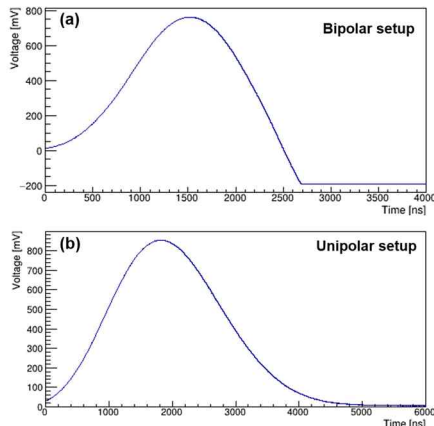 (a)
Bipolar setup
Voltage [mV]
800
600
400
200
0
−200
0 500 1000 1500 2000 2500 3000 3500 4000
Time [ns]
(b)
Unipolar setup
Voltage [mV]
800
700
600
500
400
300
200
100
0
0 1000 2000 3000 4000 5000 6000
Time [ns]